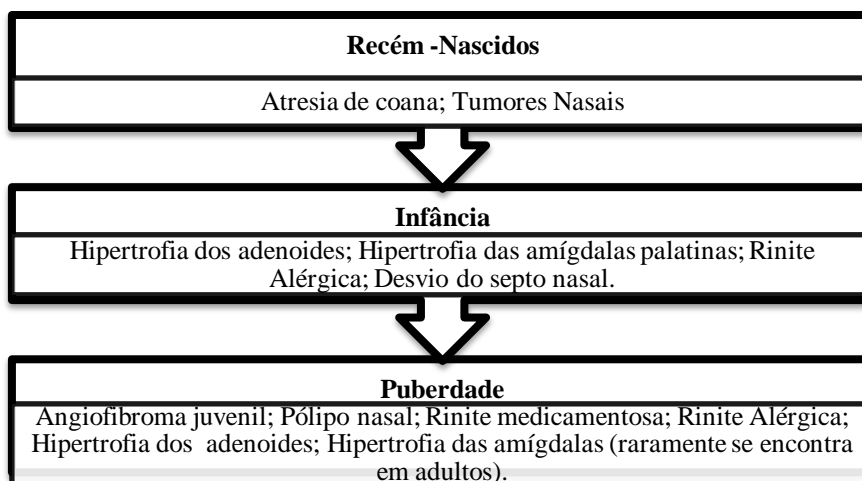 Recém -Nascidos
Atresia de coana; Tumores Nasais
Infância
Hipertrofia dos adenoides; Hipertrofia das amígdalas palatinas; Rinite
Alérgica; Desvio do septo nasal.
Puberdade
Angiofibroma juvenil; Pólipo nasal; Rinite medicamentosa; Rinite Alérgica;
Hipertrofia dos adenoides; Hipertrofia das amígdalas (raramente se encontra
em adultos).